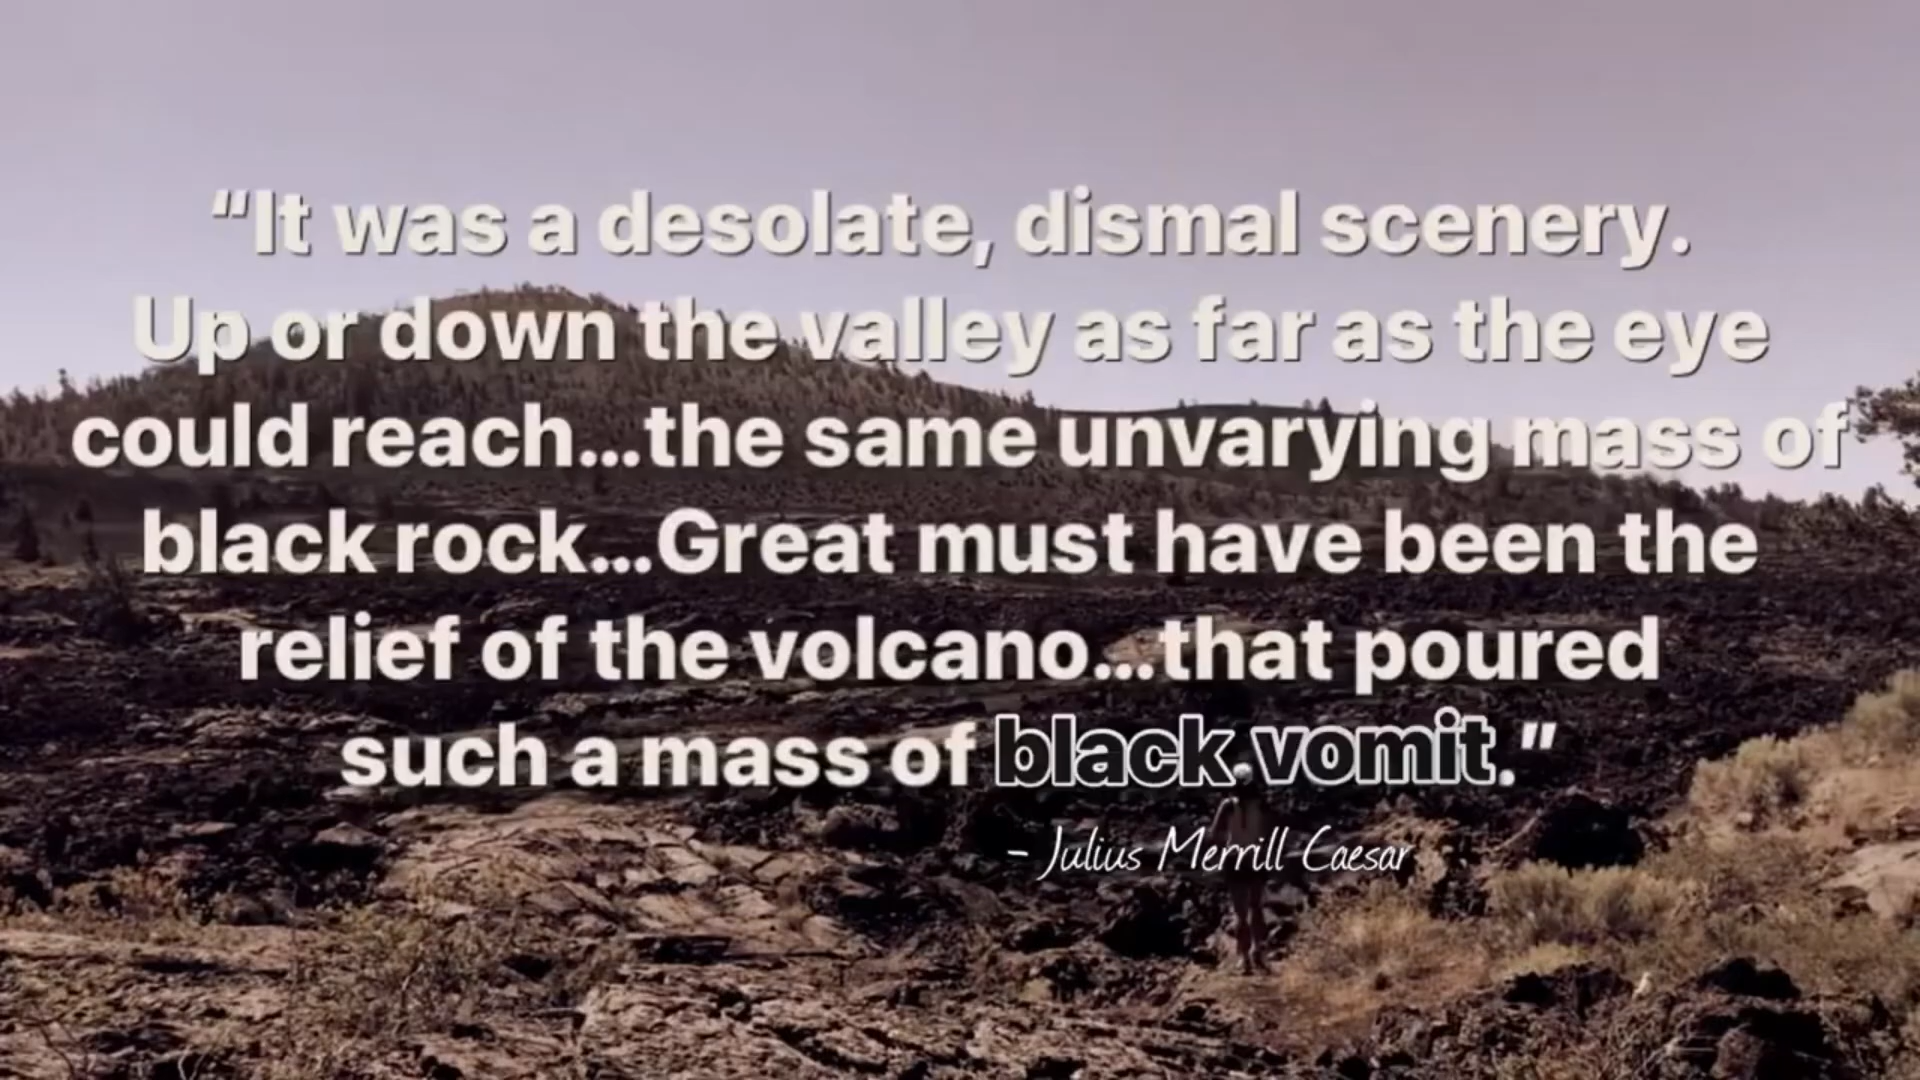 “It was a desolate, dismal scenery.
Up or down the valley as far as the eye
could reach...the same unvarying mass of
black rock...Great must have been the
relief of the volcano...that poured
such a mass of black vomit."
- Julius Merrill Caesar